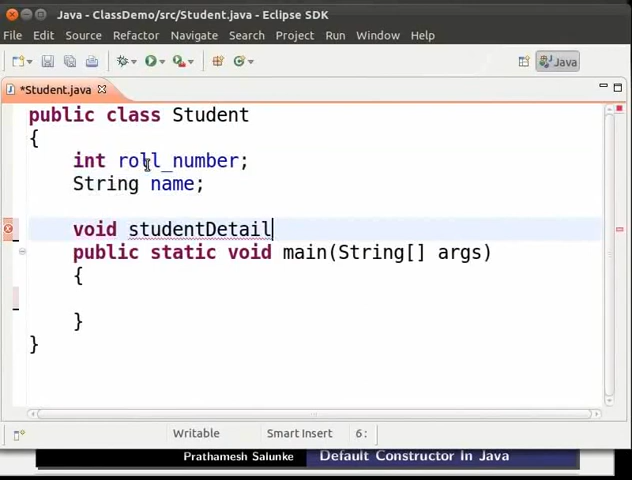 Java - ClassDemo/src/Student.java - Eclipse SDK
File Edit Source Refactor Navigate Search Project Run Window Help
Java
*Student.java
public class Student
{
int roll_number;
String name;
void studentDetail
public static void main(String[] args)
{
}
}
Writable Smart Insert 6:
Prathamesh Salunke Default Constructor In Java